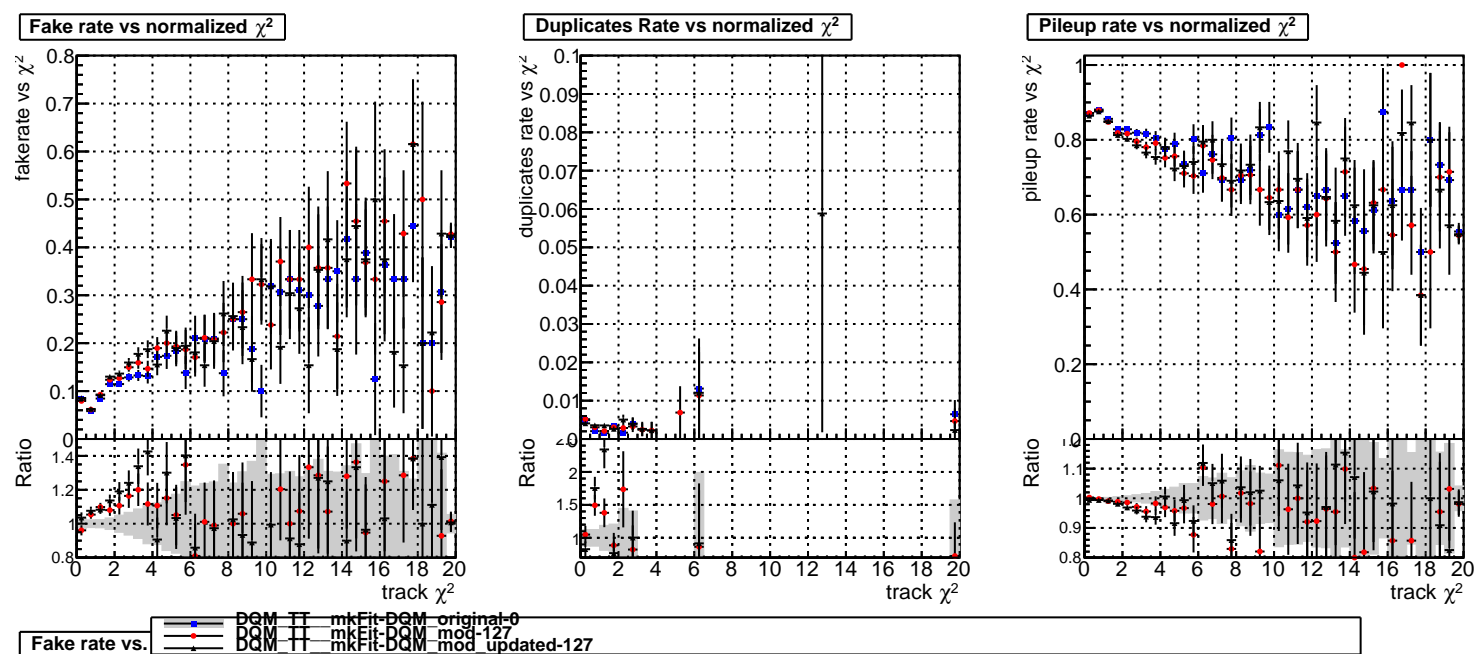 Fake rate vs normalized χ²
Duplicates Rate vs normalized χ²
Pileup rate vs normalized χ²
fakerate vs χ²
0.8
0.7
0.6
0.5
0.4
0.3
0.2
0.1
0
Ratio
1.4
1.2
1
0.8
0 2 4 6 8 10 12 14 16 18 20
track χ²
duplicates rate vs χ²
0.1
0.09
0.08
0.07
0.06
0.05
0.04
0.03
0.02
0.01
Ratio
2
1.5
1
0 2 4 6 8 10 12 14 16 18 20
track χ²
pileup rate vs χ²
1
0.8
0.6
0.4
0.2
0
Ratio
1.1
1
0.9
0.8
0 2 4 6 8 10 12 14 16 18 20
track χ²
Fake rate vs.
DQM_TT__mkFit-DQM_original-0
DQM_TT__mkFit-DQM_mod-127
DQM_TT__mkFit-DQM_mod_updated-127